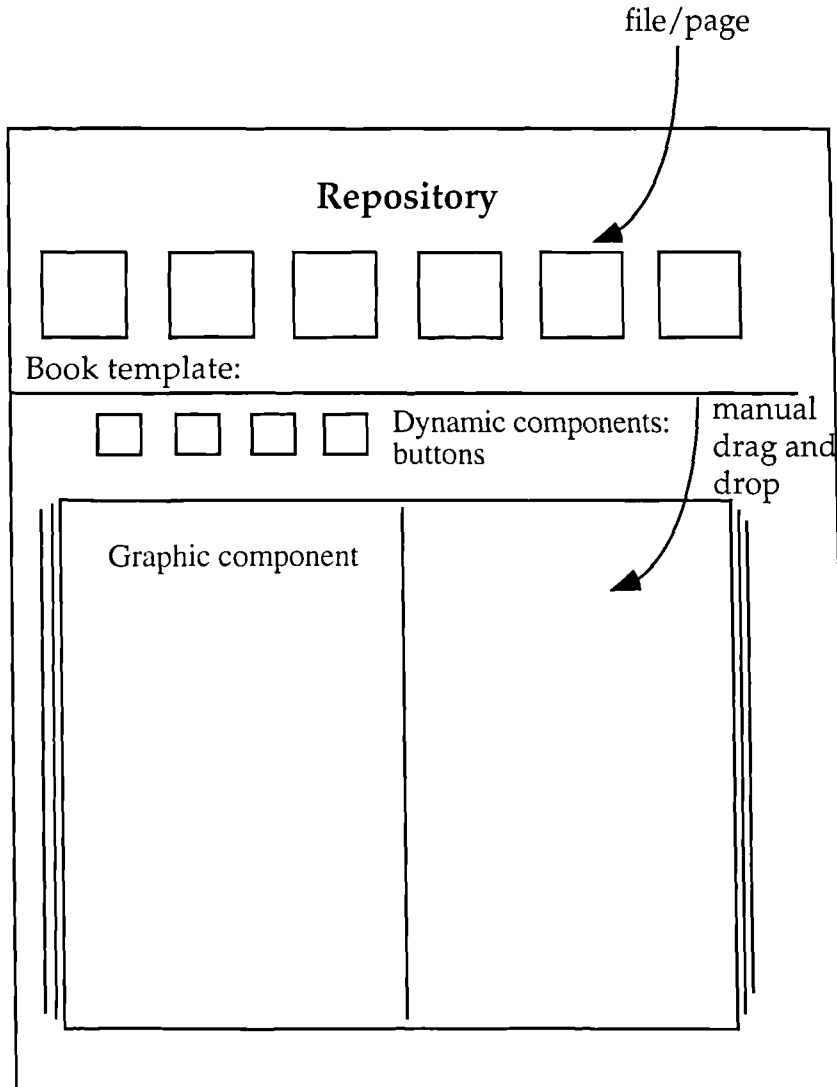 file/page
Repository
Book template:
Dynamic components:
buttons
manual
drag and
drop
Graphic component